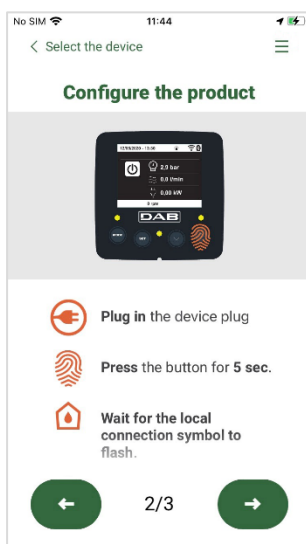 No SIM 11:44
Select the device
Configure the product
2,9 bar
0,0 l/min
0,00 kW
DAB
Plug in the device plug
Press the button for 5 sec.
Wait for the local
connection symbol to
flash.
2/3